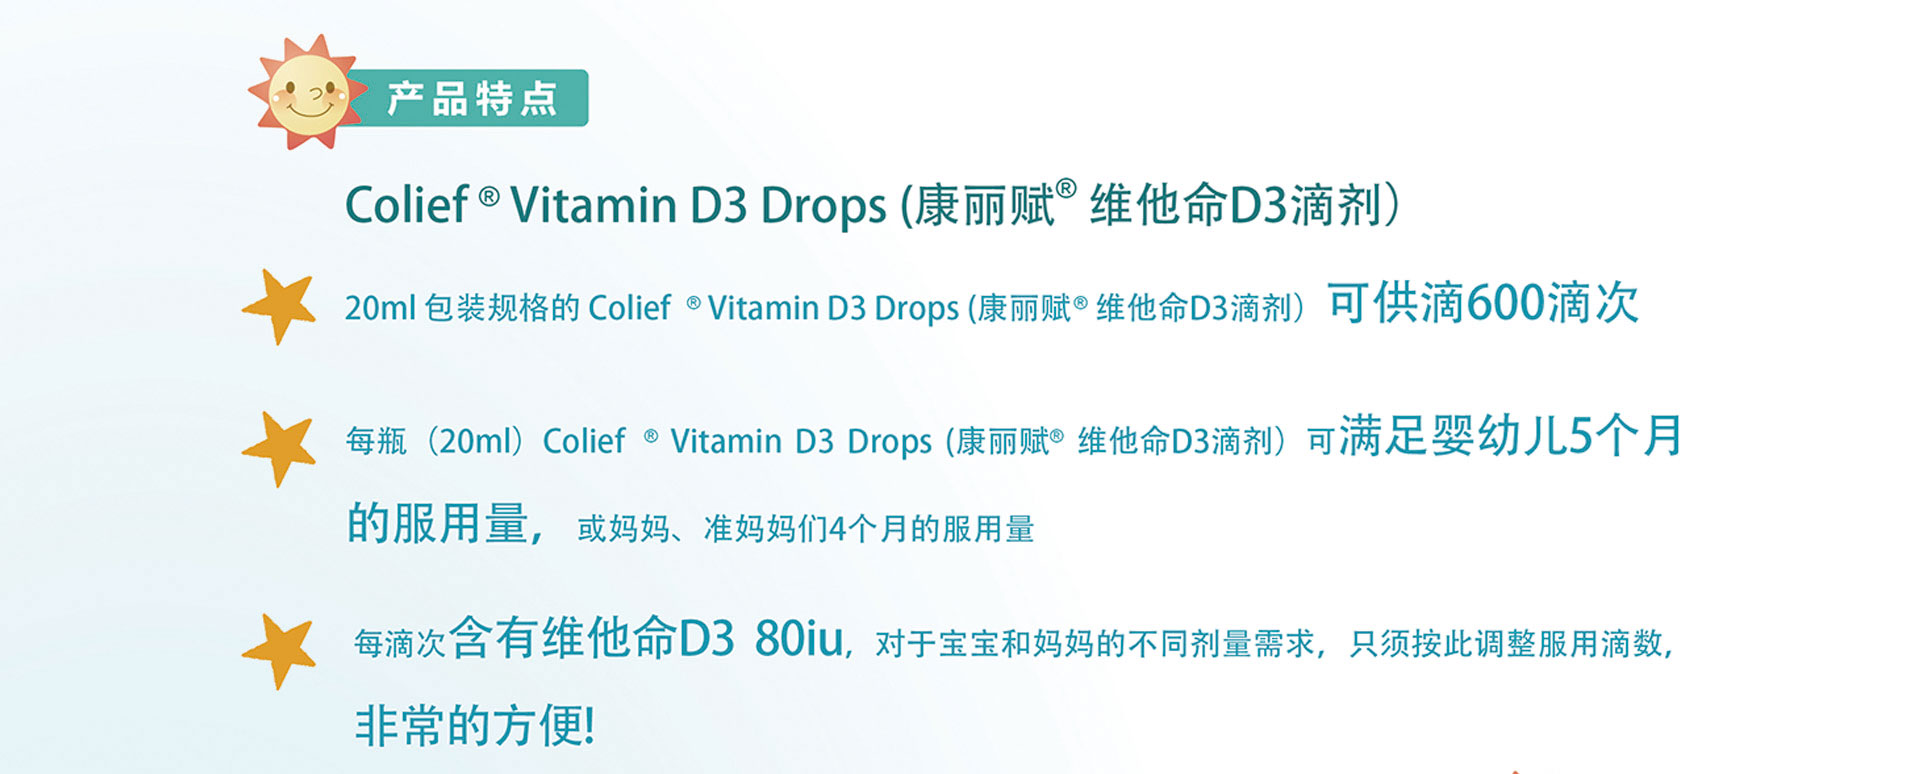 产品特点
Colief ® Vitamin D3 Drops (康丽赋® 维他命D3滴剂）
20ml 包装规格的 Colief ® Vitamin D3 Drops (康丽赋® 维他命D3滴剂） 可供滴600滴次
每瓶（20ml）Colief ® Vitamin D3 Drops (康丽赋® 维他命D3滴剂）可满足婴幼儿5个月
的服用量，或妈妈、准妈妈们4个月的服用量
每滴次含有维他命D3 80iu，对于宝宝和妈妈的不同剂量需求，只须按此调整服用滴数，
非常的方便!